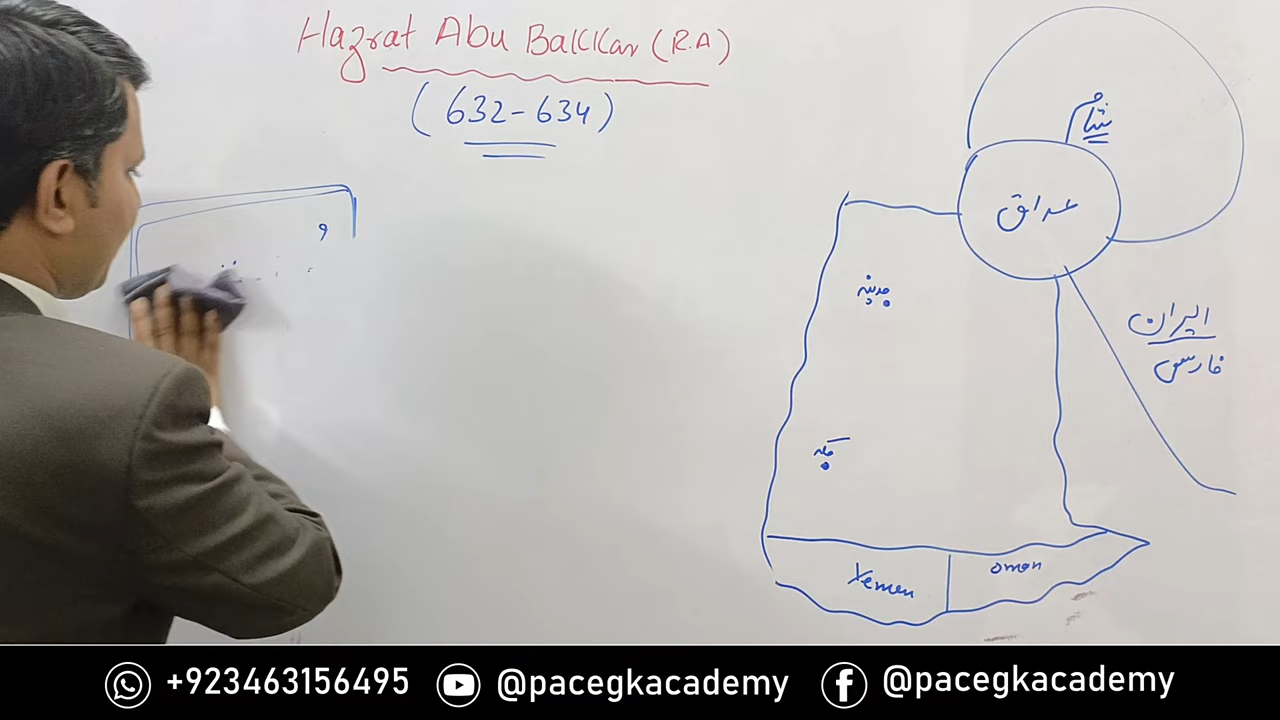 Hazrat Abu Bakkar (R.A)
(632-634)
شام
عراق
و
مدینہ
ایران
فارس
مکہ
Yemen
oman
+923463156495 @pacegkacademy @pacegkacademy